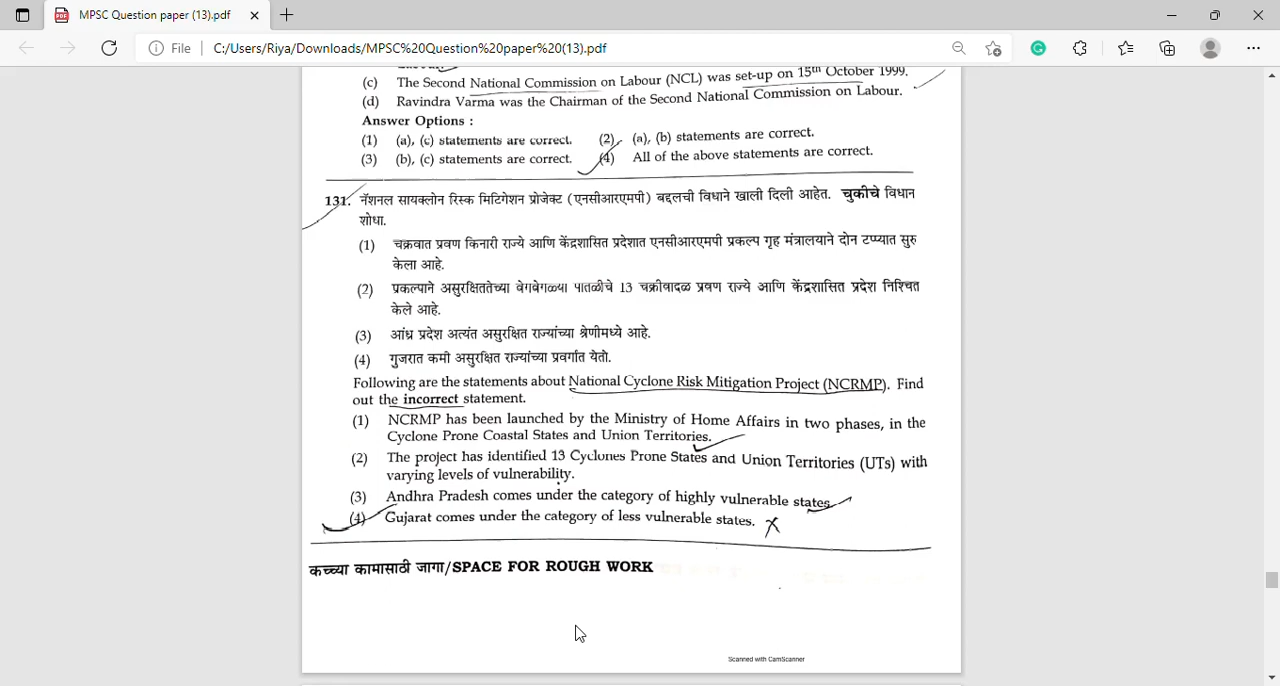 MPSC Question paper (13).pdf
File C:/Users/Riya/Downloads/MPSC%20Question%20paper%20(13).pdf
(c) The Second National Commission on Labour (NCL) was set-up on 15th October 1999.
(d) Ravindra Varma was the Chairman of the Second National Commission on Labour.
Answer Options :
(1) (a), (c) statements are correct. (2) (a), (b) statements are correct.
(3) (b), (c) statements are correct. (4) All of the above statements are correct.
131. नॅशनल सायक्लोन रिस्क मिटिगेशन प्रोजेक्ट (एनसीआरएमपी) बद्दलची विधाने खाली दिली आहेत. चुकीचे विधान
शोधा.
(1) चक्रवात प्रवण किनारी राज्ये आणि केंद्रशासित प्रदेशात एनसीआरएमपी प्रकल्प गृह मंत्रालयाने दोन टप्प्यात सुरु
केला आहे.
(2) प्रकल्पाने असुरक्षिततेच्या वेगवेगळ्या पातळीचे 13 चक्रीवादळ प्रवण राज्ये आणि केंद्रशासित प्रदेश निश्चित
केले आहे.
(3) आंध्र प्रदेश अत्यंत असुरक्षित राज्यांच्या श्रेणीमध्ये आहे.
(4) गुजरात कमी असुरक्षित राज्यांच्या प्रवर्गात येतो.
Following are the statements about National Cyclone Risk Mitigation Project (NCRMP). Find
out the incorrect statement.
(1) NCRMP has been launched by the Ministry of Home Affairs in two phases, in the
Cyclone Prone Coastal States and Union Territories.
(2) The project has identified 13 Cyclones Prone States and Union Territories (UTs) with
varying levels of vulnerability.
(3) Andhra Pradesh comes under the category of highly vulnerable states.
(4) Gujarat comes under the category of less vulnerable states.
कच्च्या कामासाठी जागा/SPACE FOR ROUGH WORK
Scanned with CamScanner